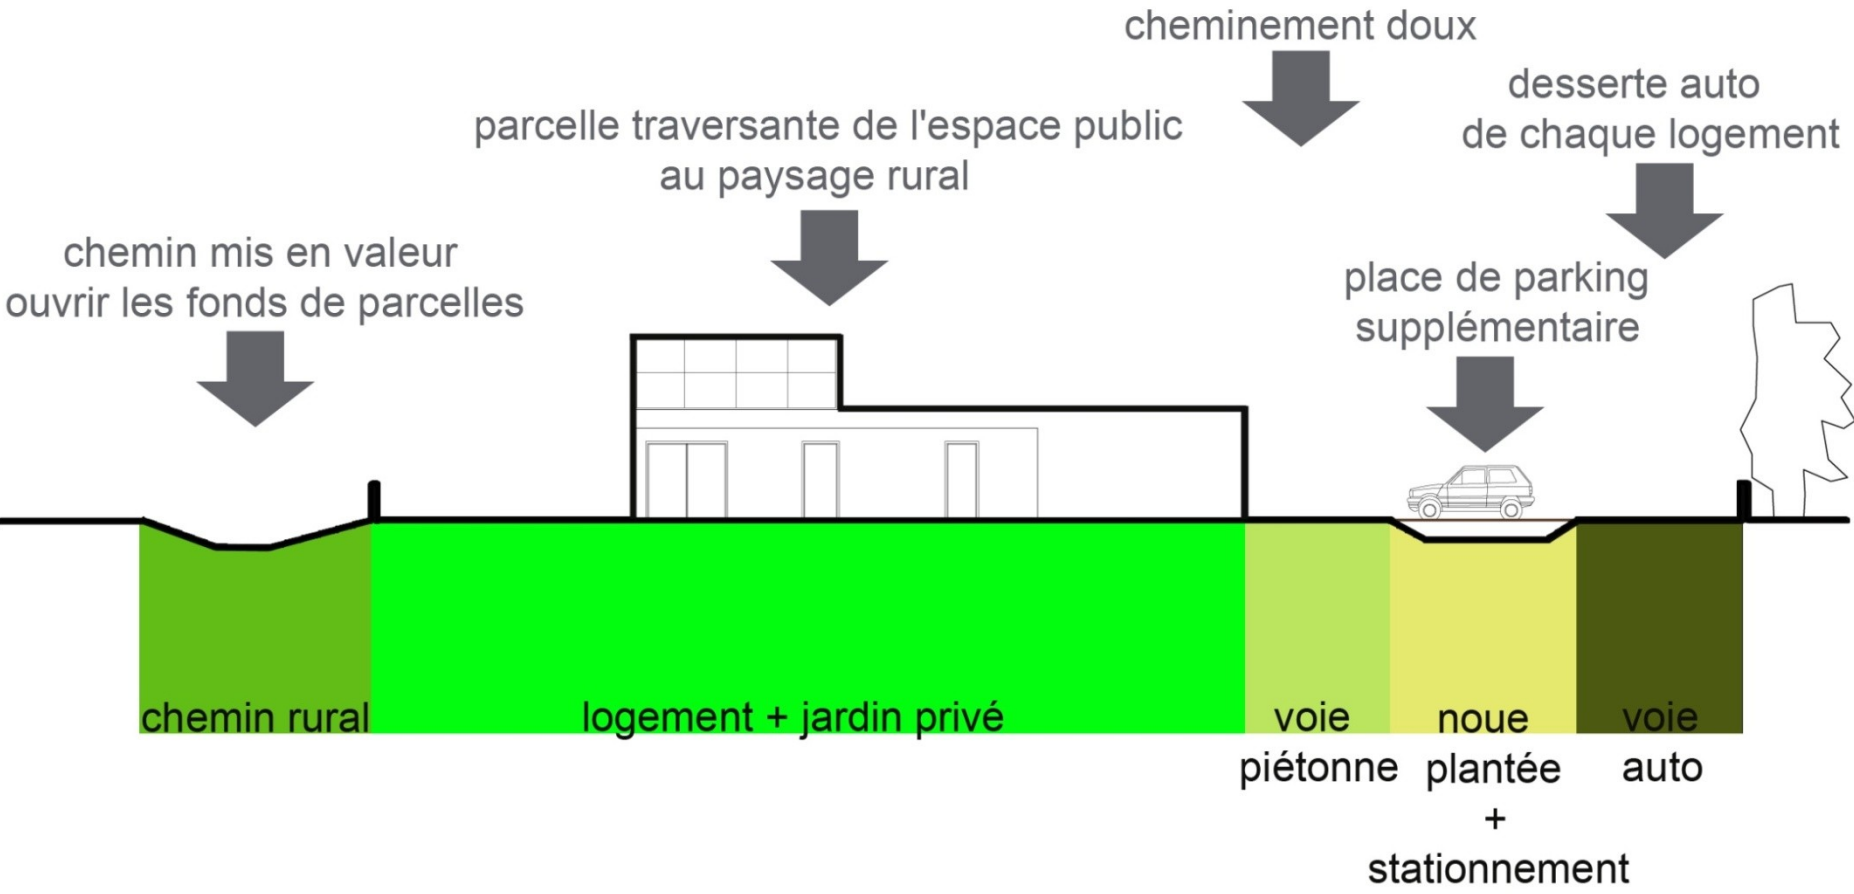 cheminement doux
desserte auto
de chaque logement
parcelle traversante de l'espace public
au paysage rural
chemin mis en valeur
ouvrir les fonds de parcelles
place de parking
supplémentaire
chemin rural
logement + jardin privé
voie
piétonne
noue
plantée
+
stationnement
voie
auto